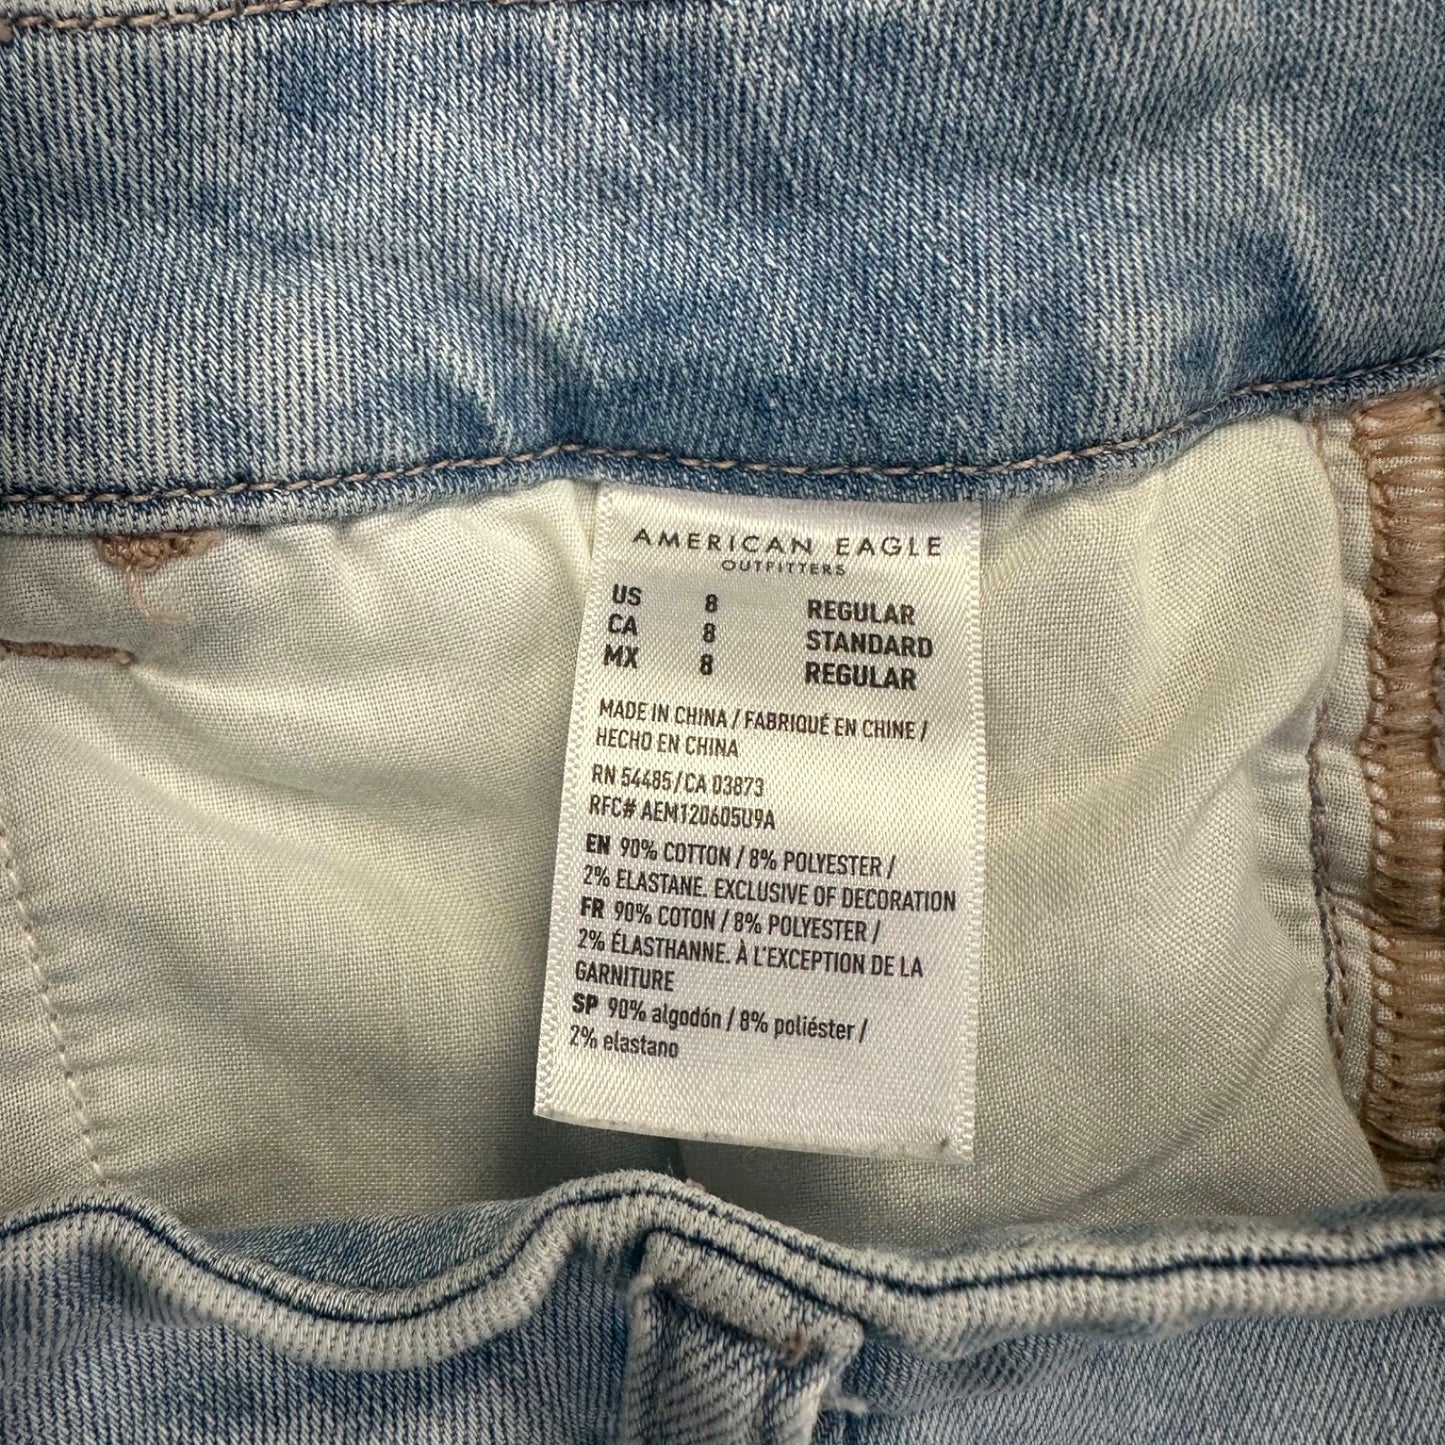 AMERICAN EAGLE
OUTFITTERS
US 8 REGULAR
CA 8 STANDARD
MX 8 REGULAR
MADE IN CHINA / FABRIQUÉ EN CHINE /
HECHO EN CHINA
RN 54485/CA 03873
RFC# AEM120605U9A
EN 90% COTTON / 8% POLYESTER /
2% ELASTANE. EXCLUSIVE OF DECORATION
FR 90% COTON / 8% POLYESTER /
2% ÉLASTHANNE. À L'EXCEPTION DE LA
GARNITURE
SP 90% algodón / 8% poliéster /
2% elastano